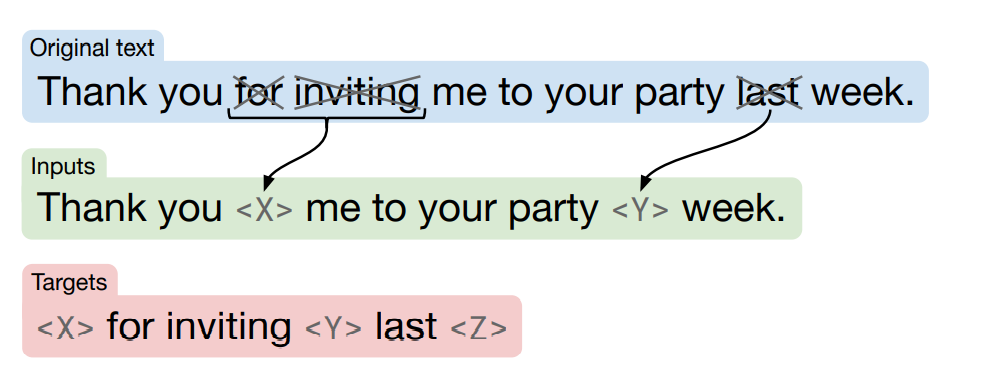 Original text
Thank you for inviting me to your party last week.
Inputs
Thank you <X> me to your party <Y> week.
Targets
<X> for inviting <Y> last <Z>